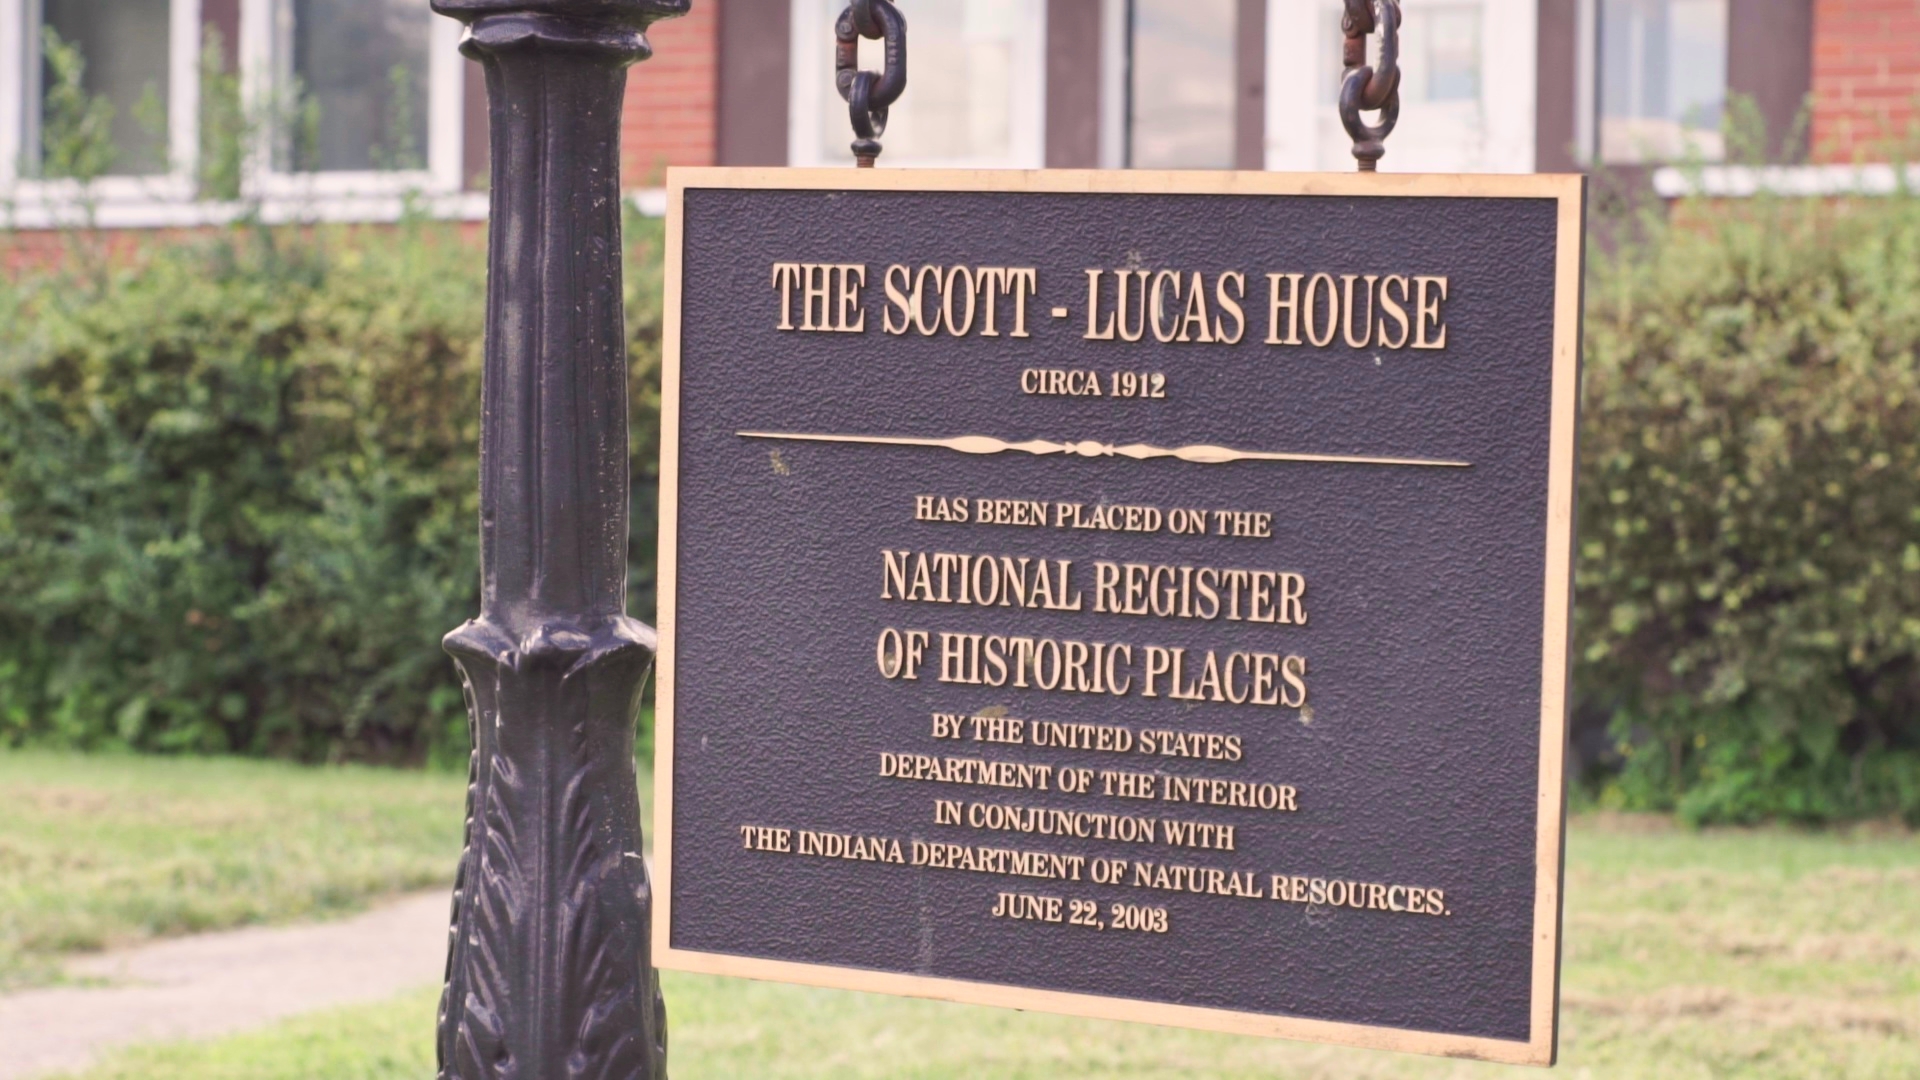 THE SCOTT - LUCAS HOUSE
CIRCA 1912
HAS BEEN PLACED ON THE
NATIONAL REGISTER
OF HISTORIC PLACES
BY THE UNITED STATES
DEPARTMENT OF THE INTERIOR
IN CONJUNCTION WITH
THE INDIANA DEPARTMENT OF NATURAL RESOURCES.
JUNE 22, 2003